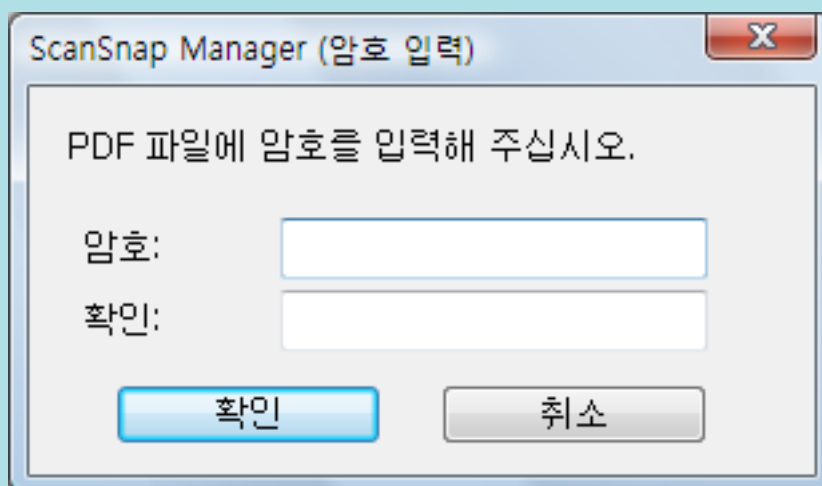 ScanSnap Manager (암호 입력)
PDF 파일에 암호를 입력해 주십시오.
암호:
확인:
확인 취소